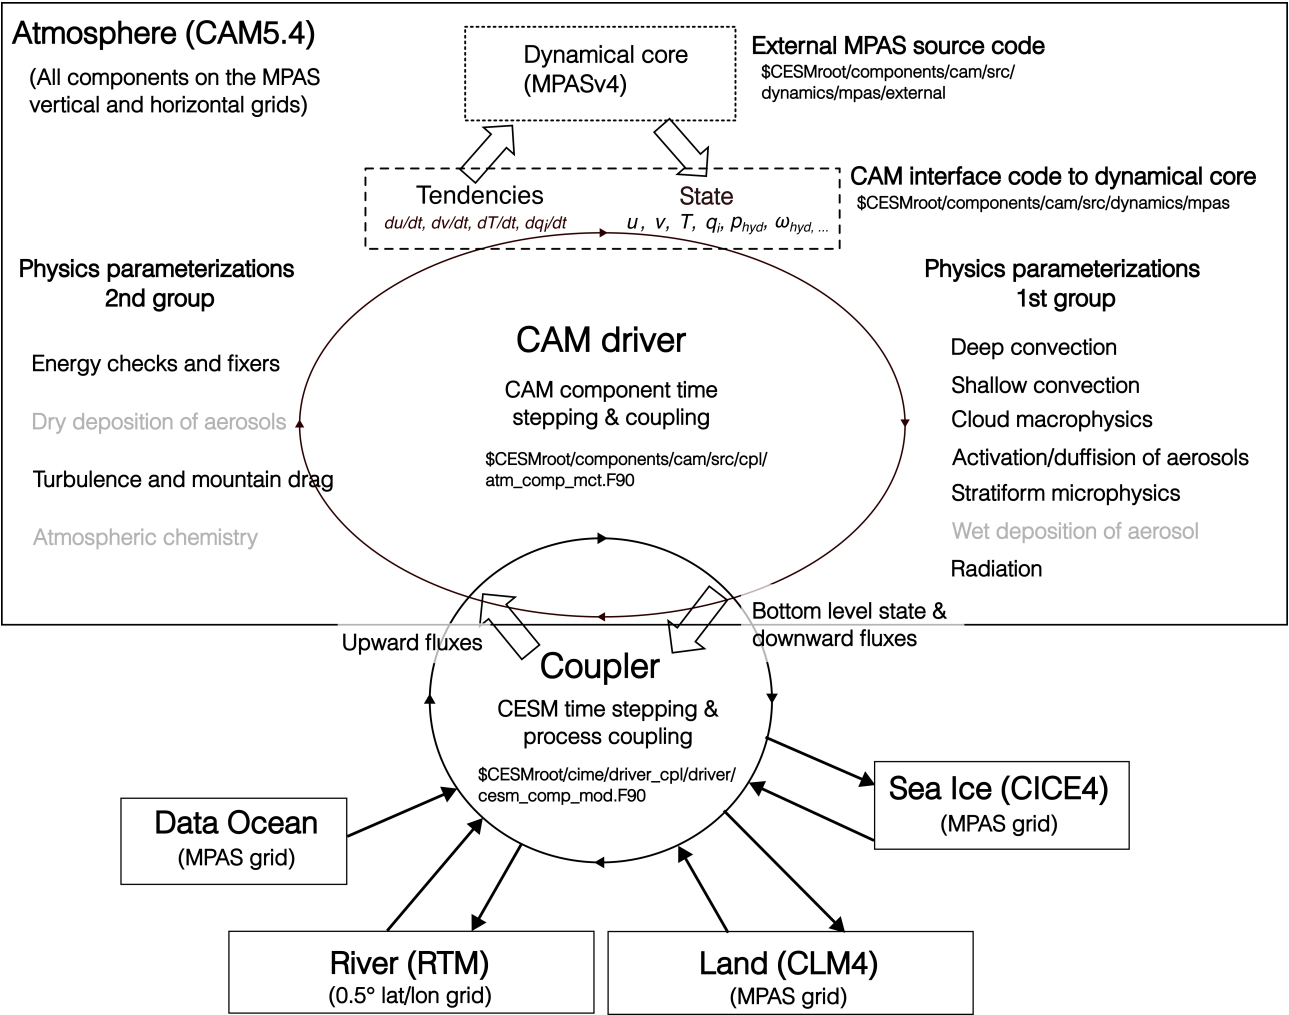 Atmosphere (CAM5.4)
(All components on the MPAS
vertical and horizontal grids)
Dynamical core
(MPASv4)
External MPAS source code
$CESMroot/components/cam/src/
dynamics/mpas/external
Tendencies
du/dt, dv/dt, dT/dt, dqi/dt
State
u, v, T, qi, phyd, ωhyd, ...
CAM interface code to dynamical core
$CESMroot/components/cam/src/dynamics/mpas
Physics parameterizations
2nd group
Energy checks and fixers
Dry deposition of aerosols
Turbulence and mountain drag
Atmospheric chemistry
CAM driver
CAM component time
stepping & coupling
$CESMroot/components/cam/src/cpl/
atm_comp_mct.F90
Physics parameterizations
1st group
Deep convection
Shallow convection
Cloud macrophysics
Activation/duffision of aerosols
Stratiform microphysics
Wet deposition of aerosol
Radiation
Upward fluxes
Bottom level state &
downward fluxes
Coupler
CESM time stepping &
process coupling
$CESMroot/cime/driver_cpl/driver/
cesm_comp_mod.F90
Data Ocean
(MPAS grid)
Sea Ice (CICE4)
(MPAS grid)
River (RTM)
(0.5° lat/lon grid)
Land (CLM4)
(MPAS grid)